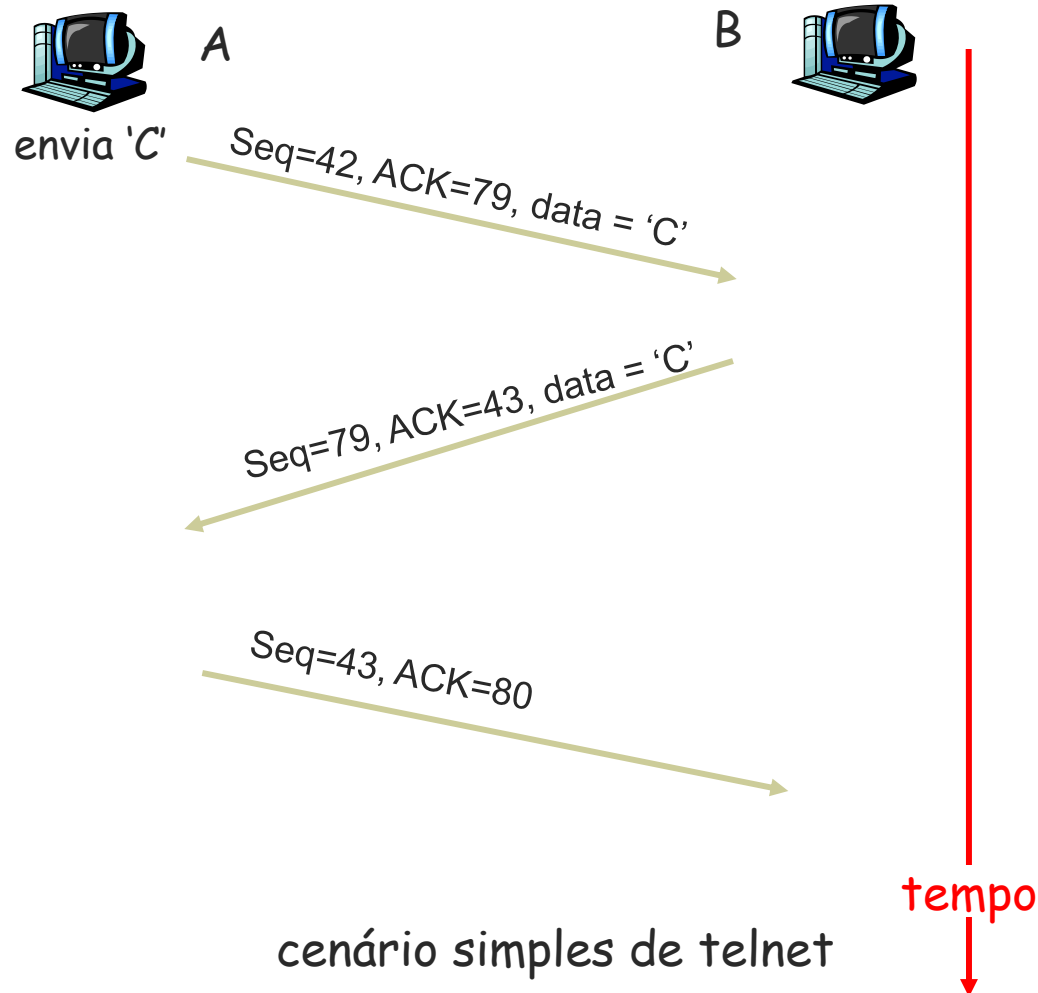 A
B
envia ‘C’
Seq=42, ACK=79, data = ‘C’
Seq=79, ACK=43, data = ‘C’
Seq=43, ACK=80
tempo
cenário simples de telnet